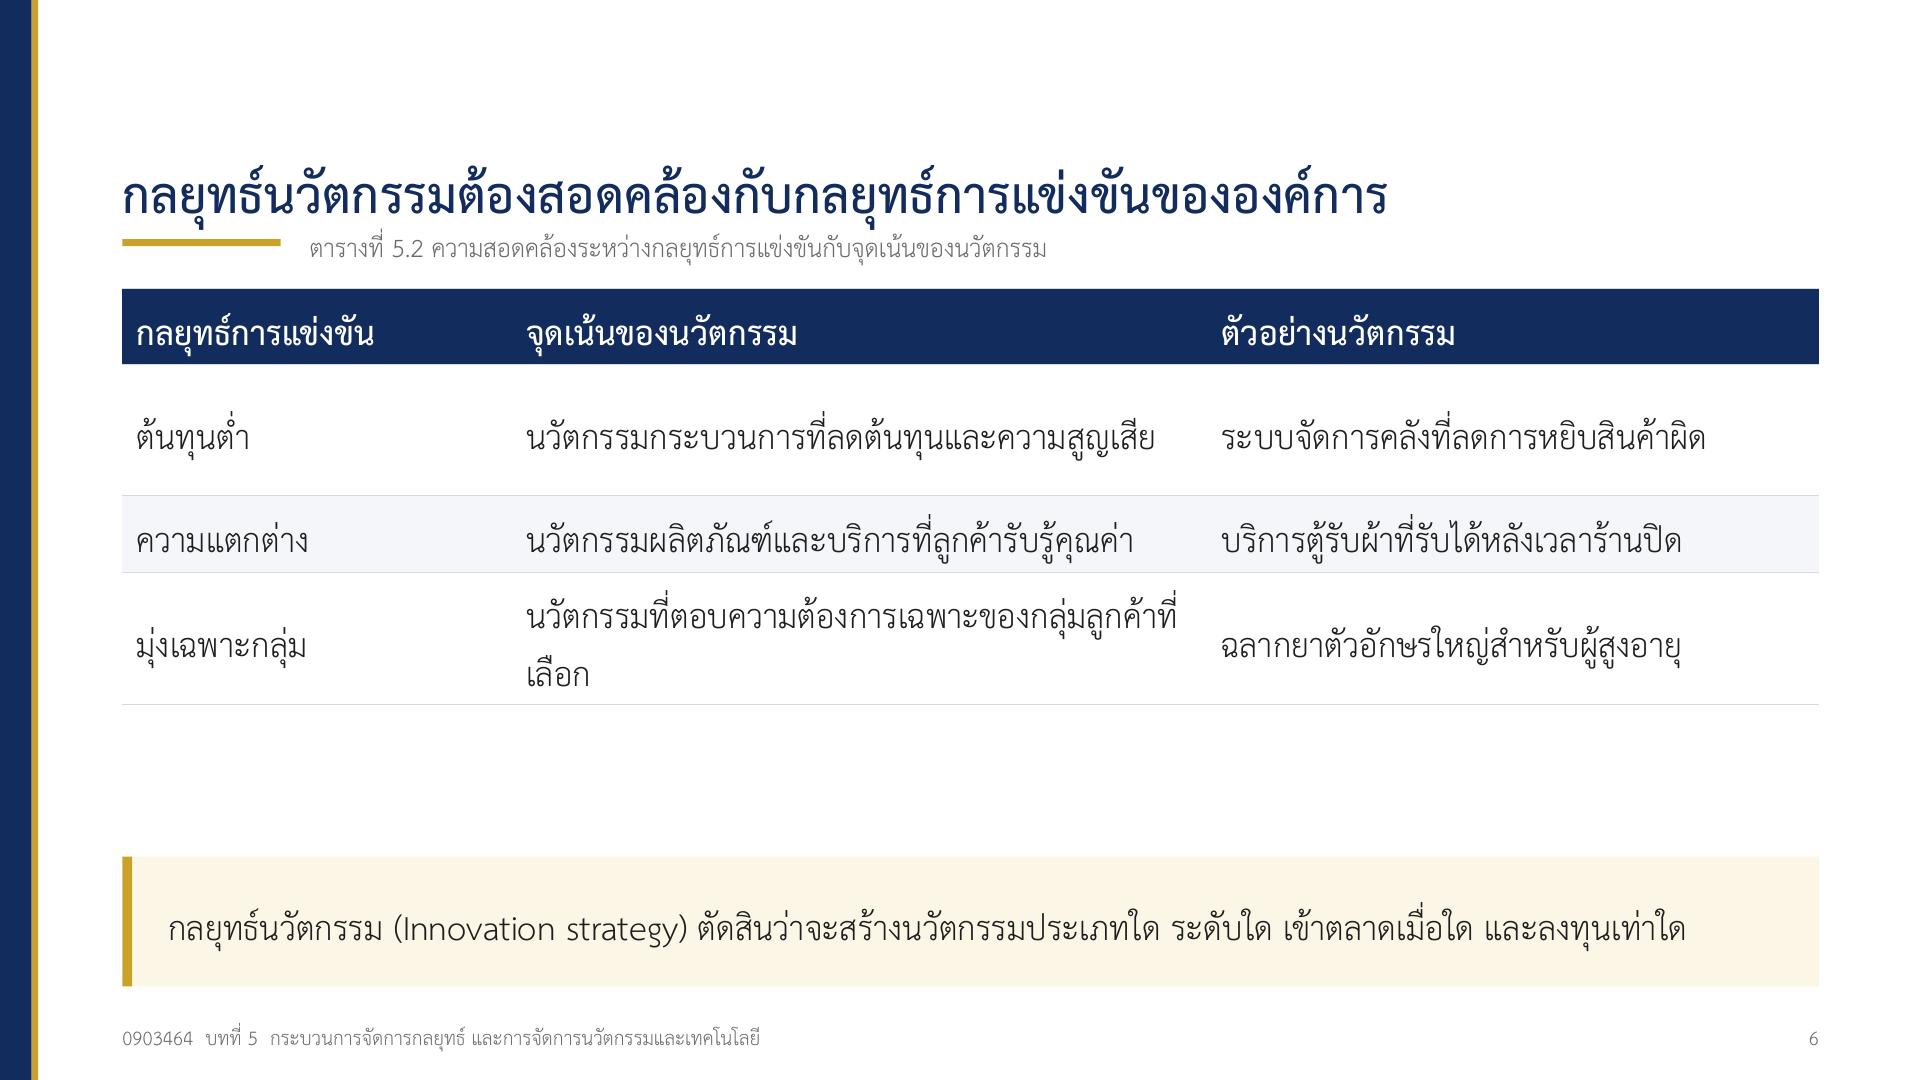 กลยุทธ์นวัตกรรมต้องสอดคล้องกับกลยุทธ์การแข่งขันขององค์การ
ตารางที่ 5.2 ความสอดคล้องระหว่างกลยุทธ์การแข่งขันกับจุดเน้นของนวัตกรรม
กลยุทธ์การแข่งขัน จุดเน้นของนวัตกรรม ตัวอย่างนวัตกรรม
ต้นทุนต่ำ นวัตกรรมกระบวนการที่ลดต้นทุนและความสูญเสีย ระบบจัดการคลังที่ลดการหยิบสินค้าผิด
ความแตกต่าง นวัตกรรมผลิตภัณฑ์และบริการที่ลูกค้ารับรู้คุณค่า บริการตู้รับผ้าที่รับได้หลังเวลาร้านปิด
มุ่งเฉพาะกลุ่ม นวัตกรรมที่ตอบความต้องการเฉพาะของกลุ่มลูกค้าที่
เลือก ฉลากยาตัวอักษรใหญ่สำหรับผู้สูงอายุ
กลยุทธ์นวัตกรรม (Innovation strategy) ตัดสินว่าจะสร้างนวัตกรรมประเภทใด ระดับใด เข้าตลาดเมื่อใด และลงทุนเท่าใด
0903464 บทที่ 5 กระบวนการจัดการกลยุทธ์ และการจัดการนวัตกรรมและเทคโนโลยี 6